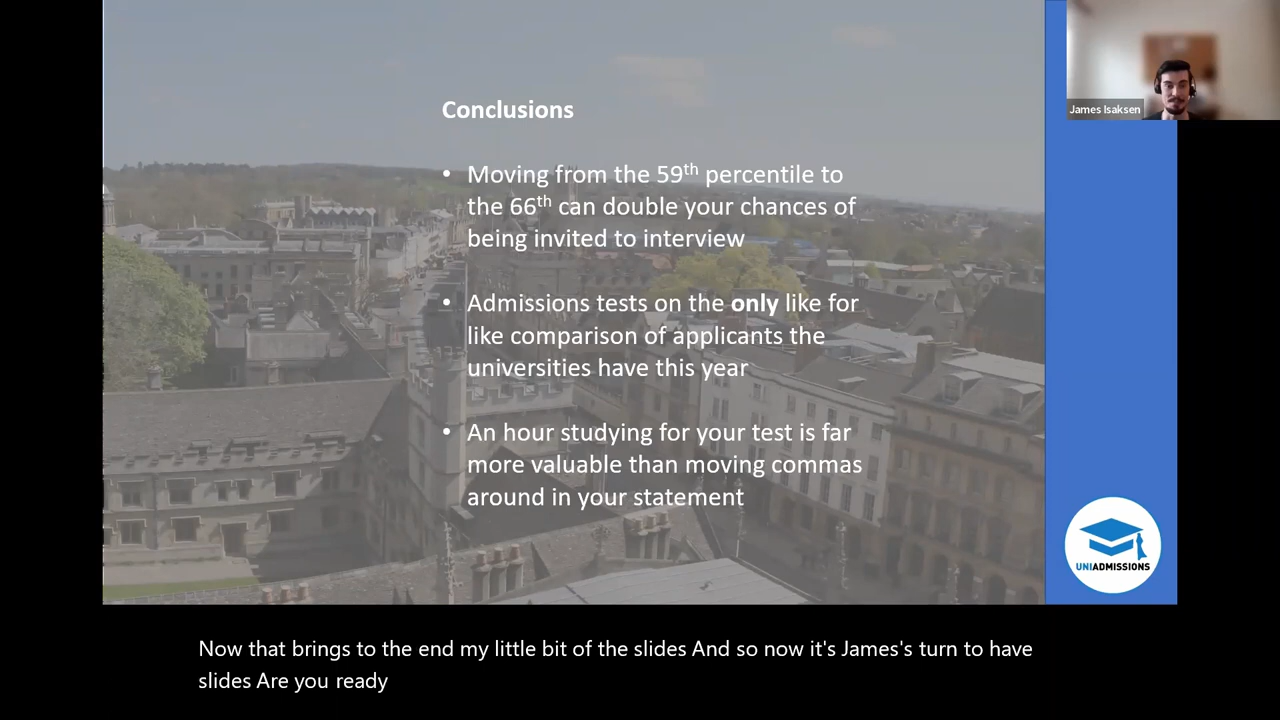 James Isaksen
Conclusions
• Moving from the 59th percentile to
the 66th can double your chances of
being invited to interview
• Admissions tests on the only like for
like comparison of applicants the
universities have this year
• An hour studying for your test is far
more valuable than moving commas
around in your statement
UNIADMISSIONS
Now that brings to the end my little bit of the slides And so now it's James's turn to have
slides Are you ready